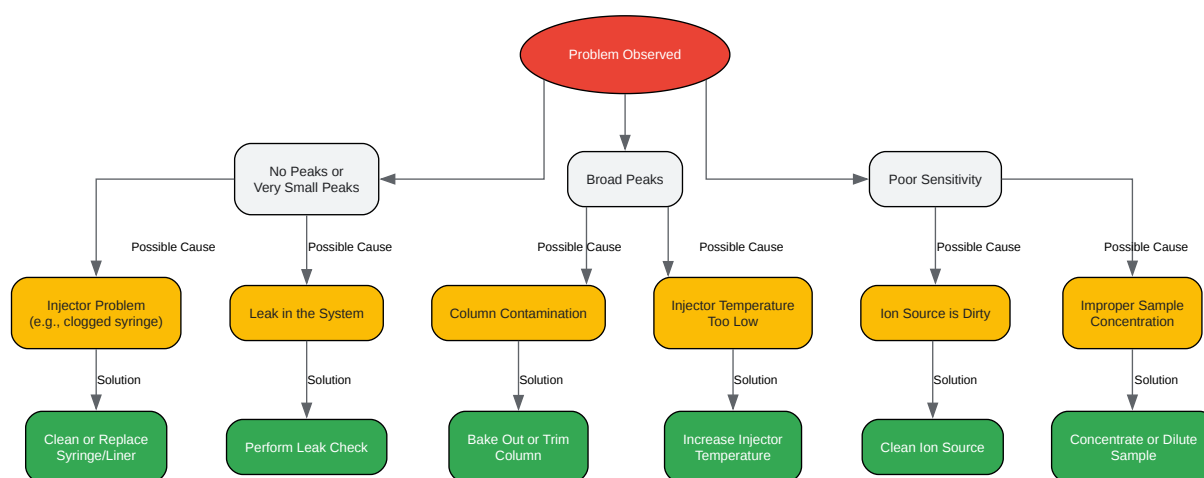 Problem Observed
No Peaks or
Very Small Peaks
Broad Peaks
Poor Sensitivity
Possible Cause
Possible Cause
Possible Cause
Possible Cause
Possible Cause
Possible Cause
Injector Problem
(e.g., clogged syringe)
Leak in the System
Column Contamination
Injector Temperature
Too Low
Ion Source is Dirty
Improper Sample
Concentration
Solution
Solution
Solution
Solution
Solution
Solution
Clean or Replace
Syringe/Liner
Perform Leak Check
Bake Out or Trim
Column
Increase Injector
Temperature
Clean Ion Source
Concentrate or Dilute
Sample